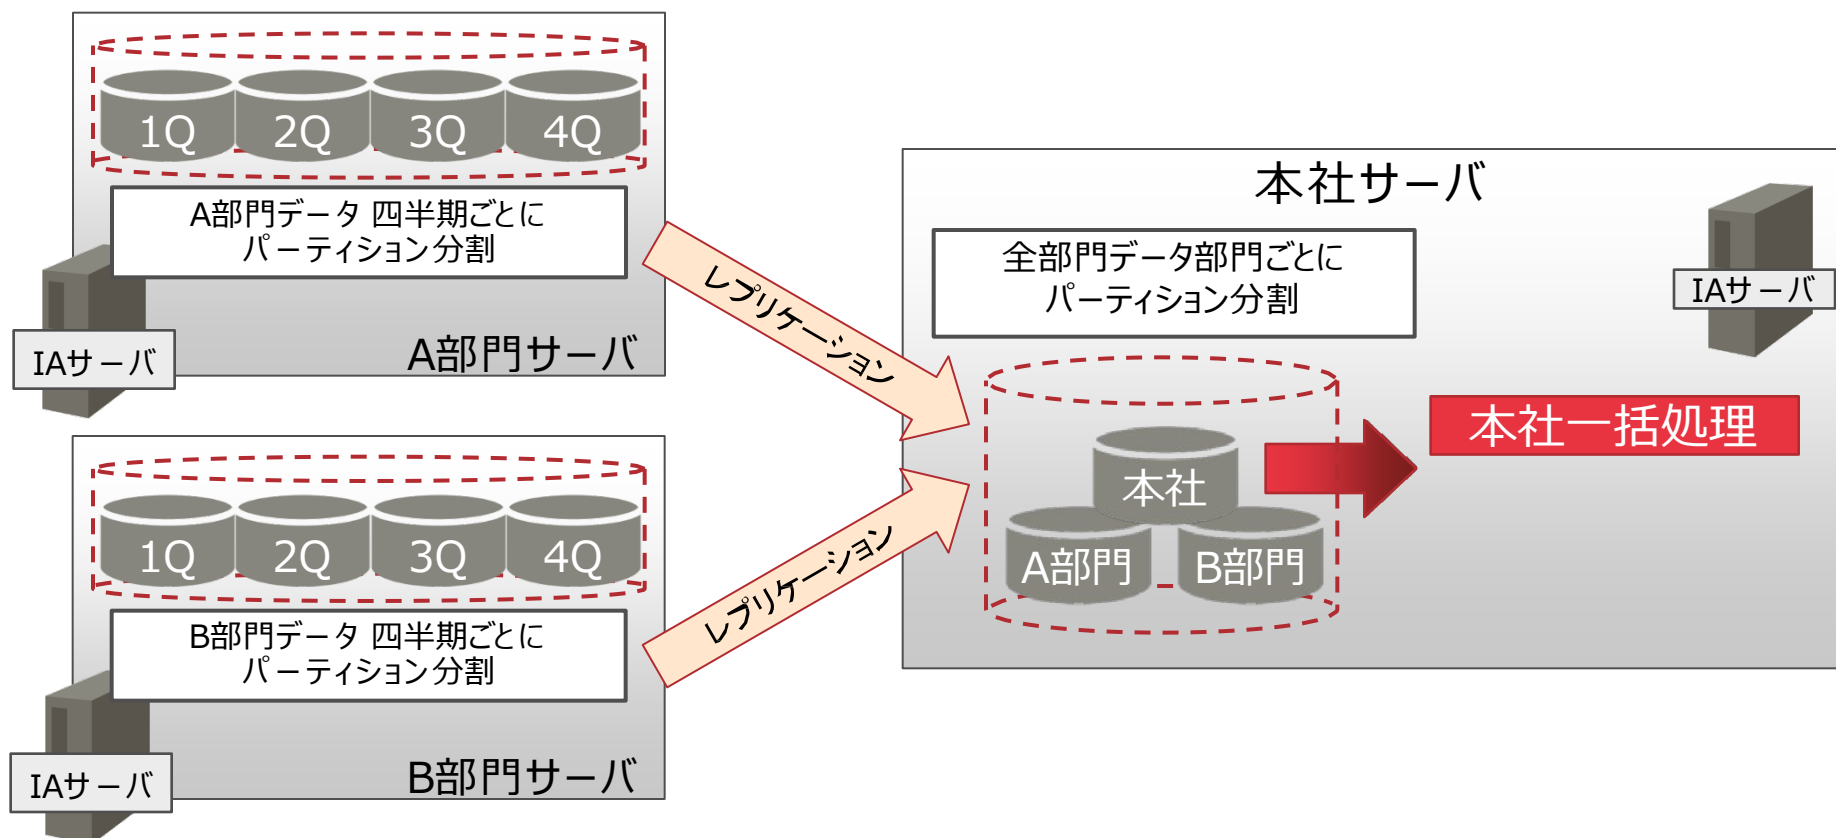 1Q
2Q
3Q
4Q
A部門データ 四半期ごとに
パーティション分割
IAサーバ
A部門サーバ
レプリケーション
1Q
2Q
3Q
4Q
B部門データ 四半期ごとに
パーティション分割
IAサーバ
B部門サーバ
レプリケーション
本社サーバ
全部門データ部門ごとに
パーティション分割
IAサーバ
本社
A部門
B部門
本社一括処理